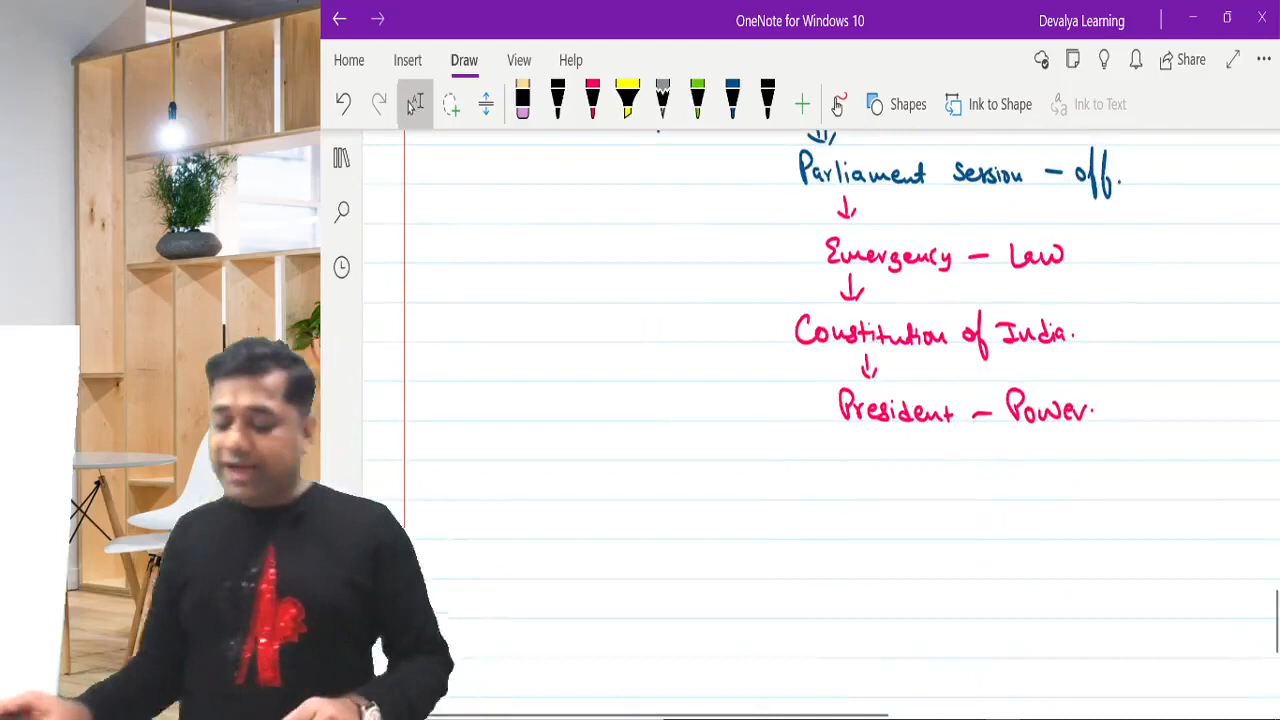 OneNote for Windows 10
Devalya Learning
Home Insert Draw View Help
Share
Shapes
Ink to Shape
Ink to Text
Parliament session – off.
Emergency – Law
Constitution of India.
President – Power.